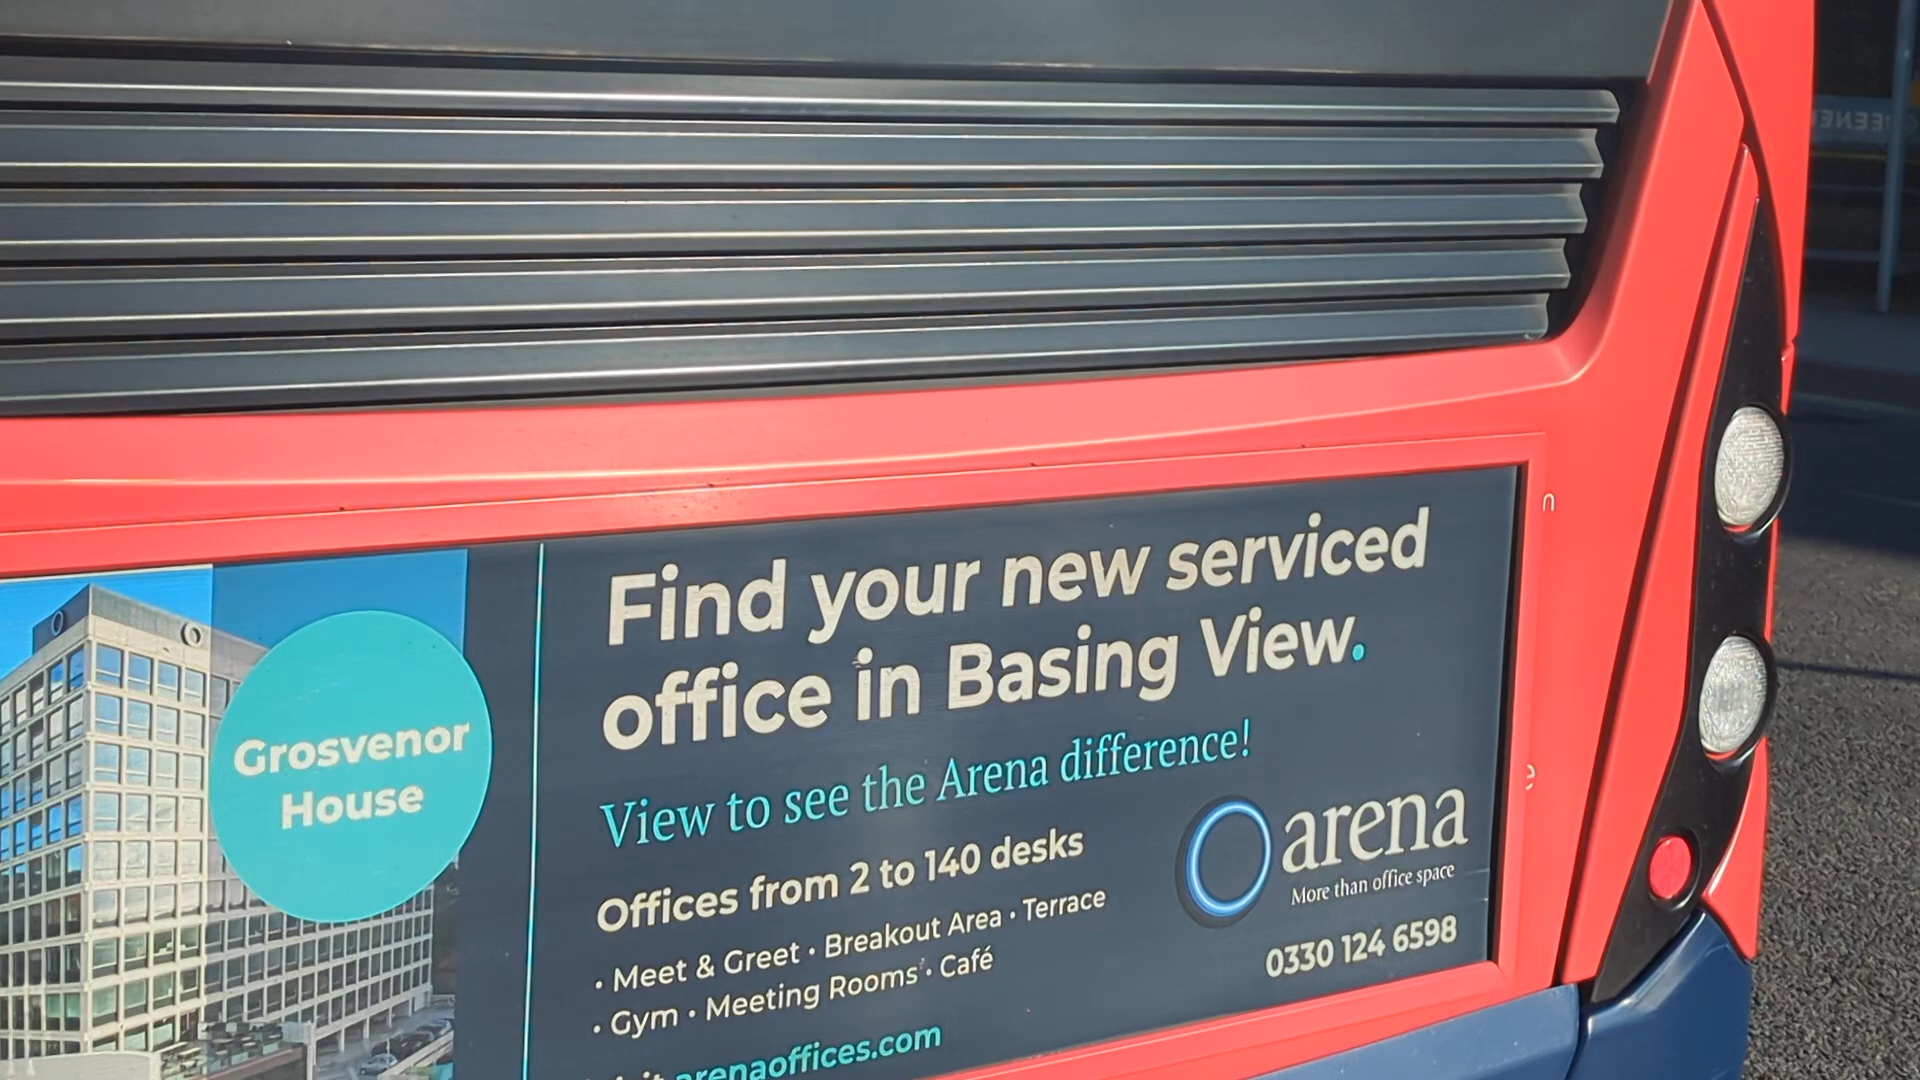 Grosvenor
House
Find your new serviced
office in Basing View.
View to see the Arena difference!
Offices from 2 to 140 desks
· Meet & Greet · Breakout Area · Terrace
· Gym · Meeting Rooms · Café
arenaoffices.com
arena
More than office space
0330 124 6598